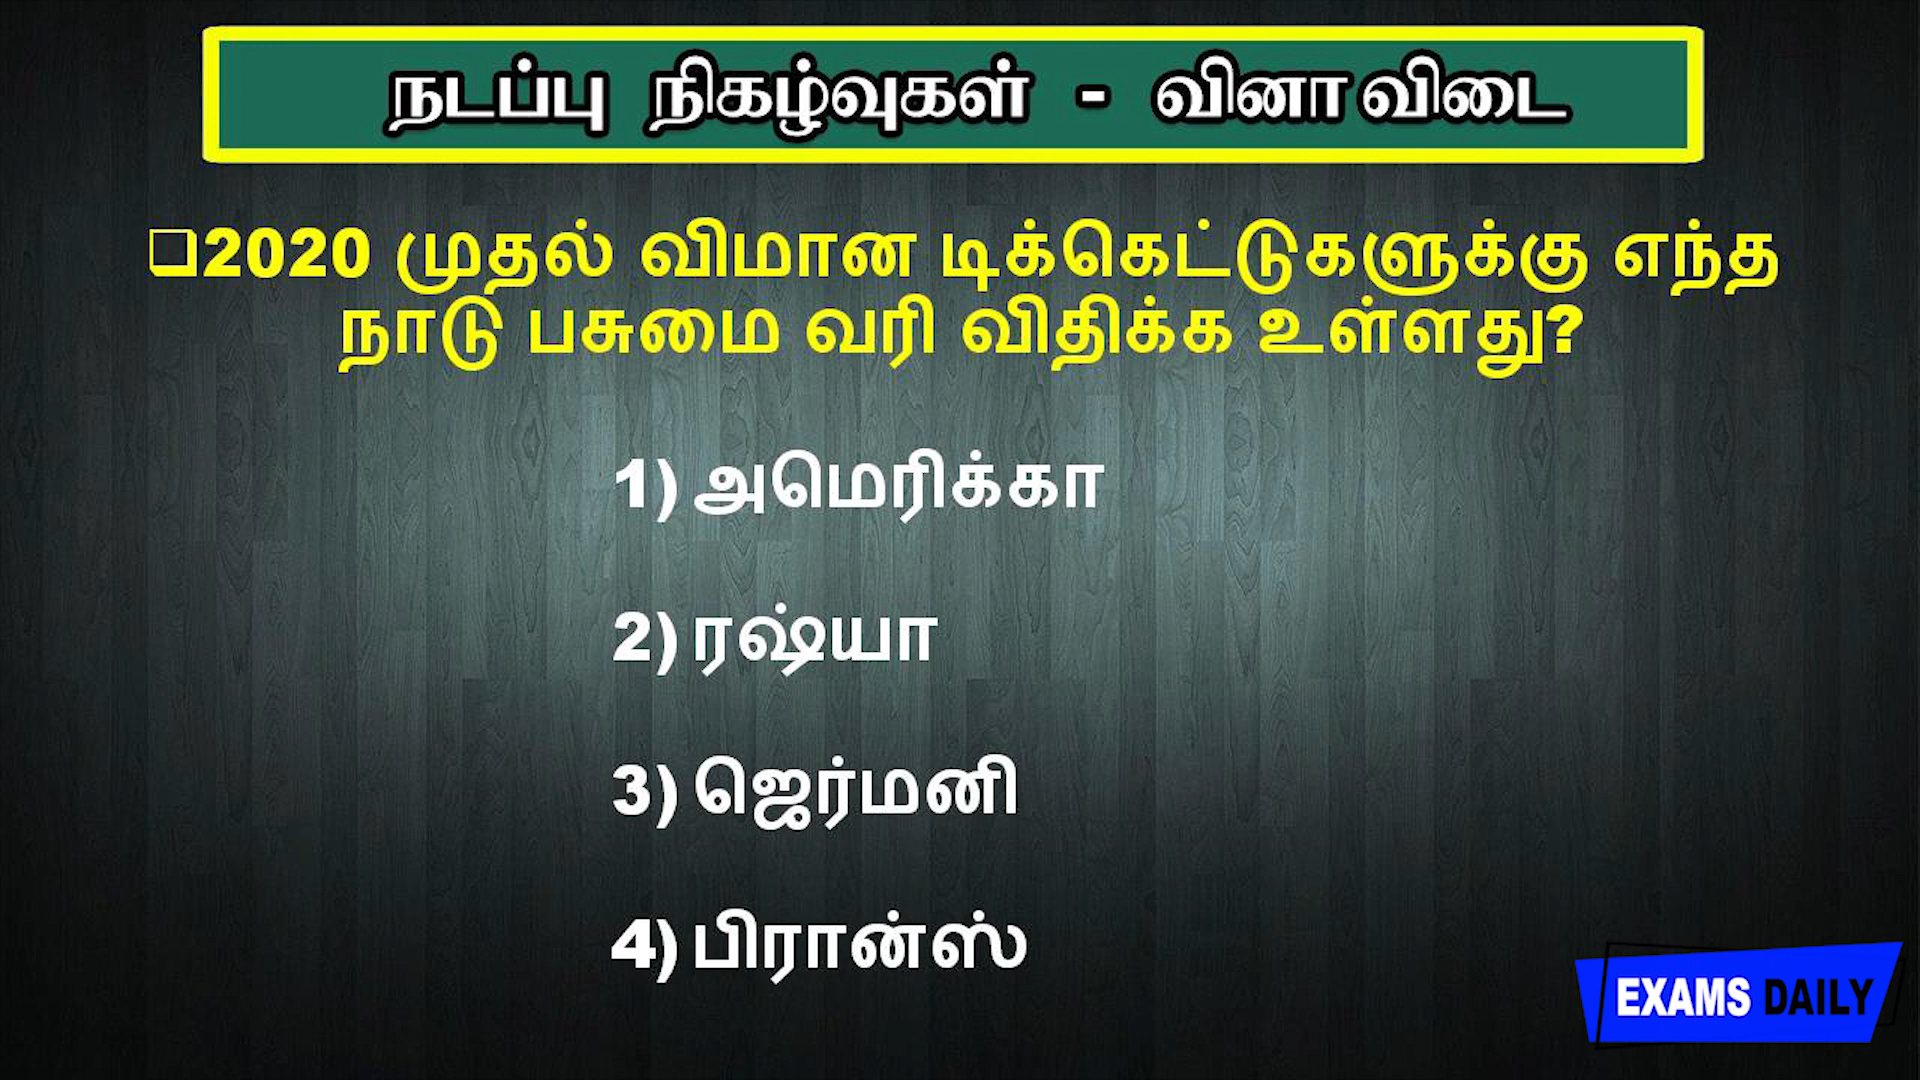 நடப்பு நிகழ்வுகள் - வினா விடை
❑2020 முதல் விமான டிக்கெட்டுகளுக்கு எந்த
நாடு பசுமை வரி விதிக்க உள்ளது?
1) அமெரிக்கா
2) ரஷ்யா
3) ஜெர்மனி
4) பிரான்ஸ்
EXAMS DAILY